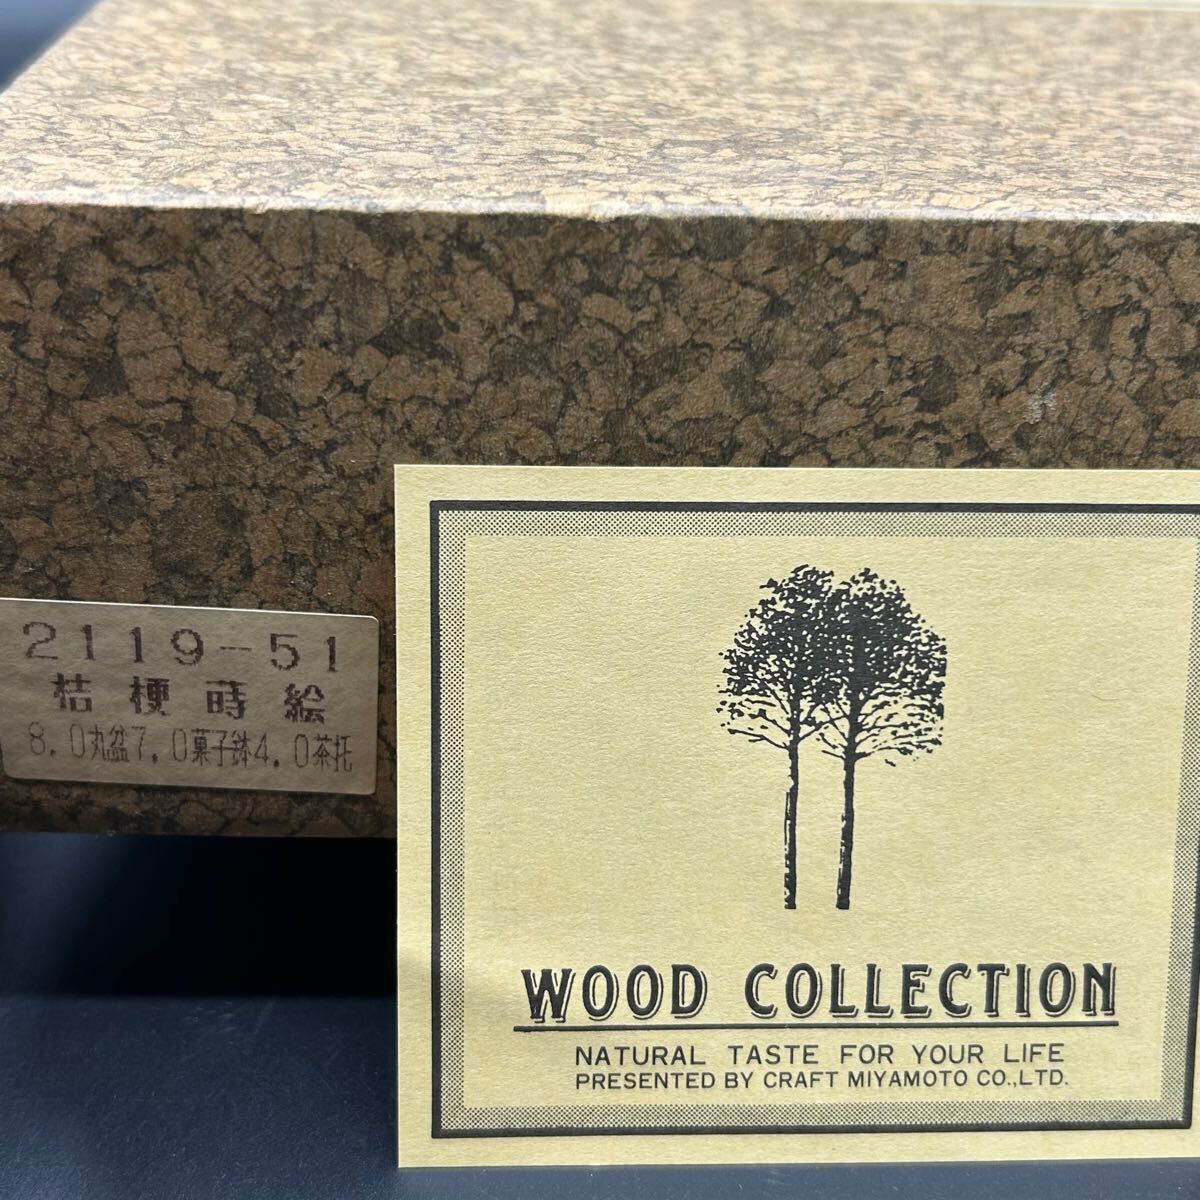 2119-51
桔梗蒔絵
8.0丸盆7.0菓子鉢4.0茶托
WOOD COLLECTION
NATURAL TASTE FOR YOUR LIFE
PRESENTED BY CRAFT MIYAMOTO CO.,LTD.